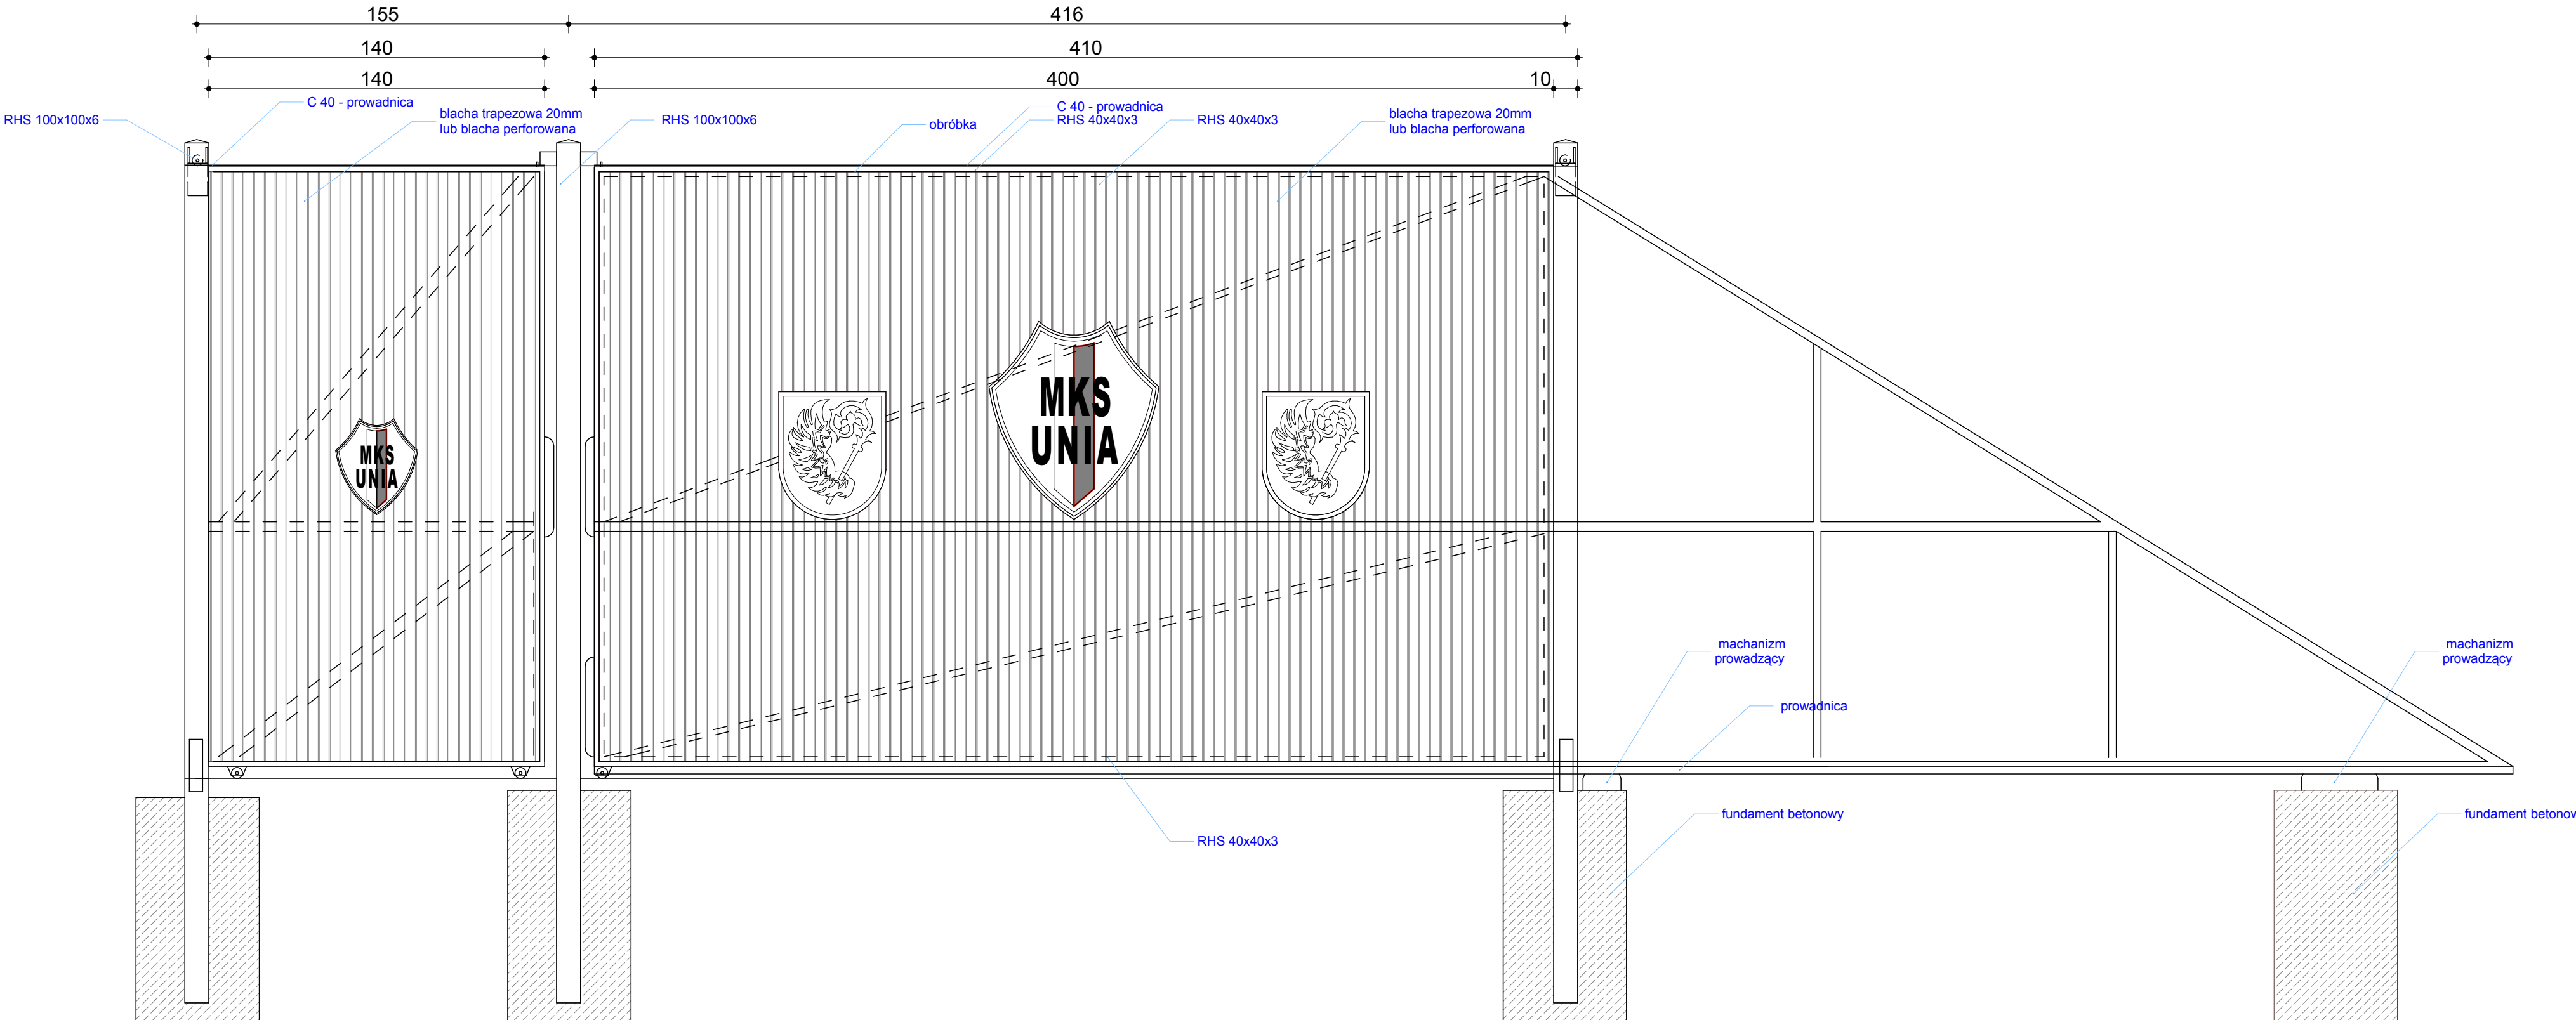 155
416
140
410
140
400
10
C 40 - prowadnica
RHS 100x100x6
blacha trapezowa 20mm
lub blacha perforowana
RHS 100x100x6
obróbka
C 40 - prowadnica
RHS 40x40x3
RHS 40x40x3
blacha trapezowa 20mm
lub blacha perforowana
MKS
UNIA
MKS
UNIA
machanizm
prowadzący
machanizm
prowadzący
prowadnica
fundament betonowy
fundament betonow
RHS 40x40x3